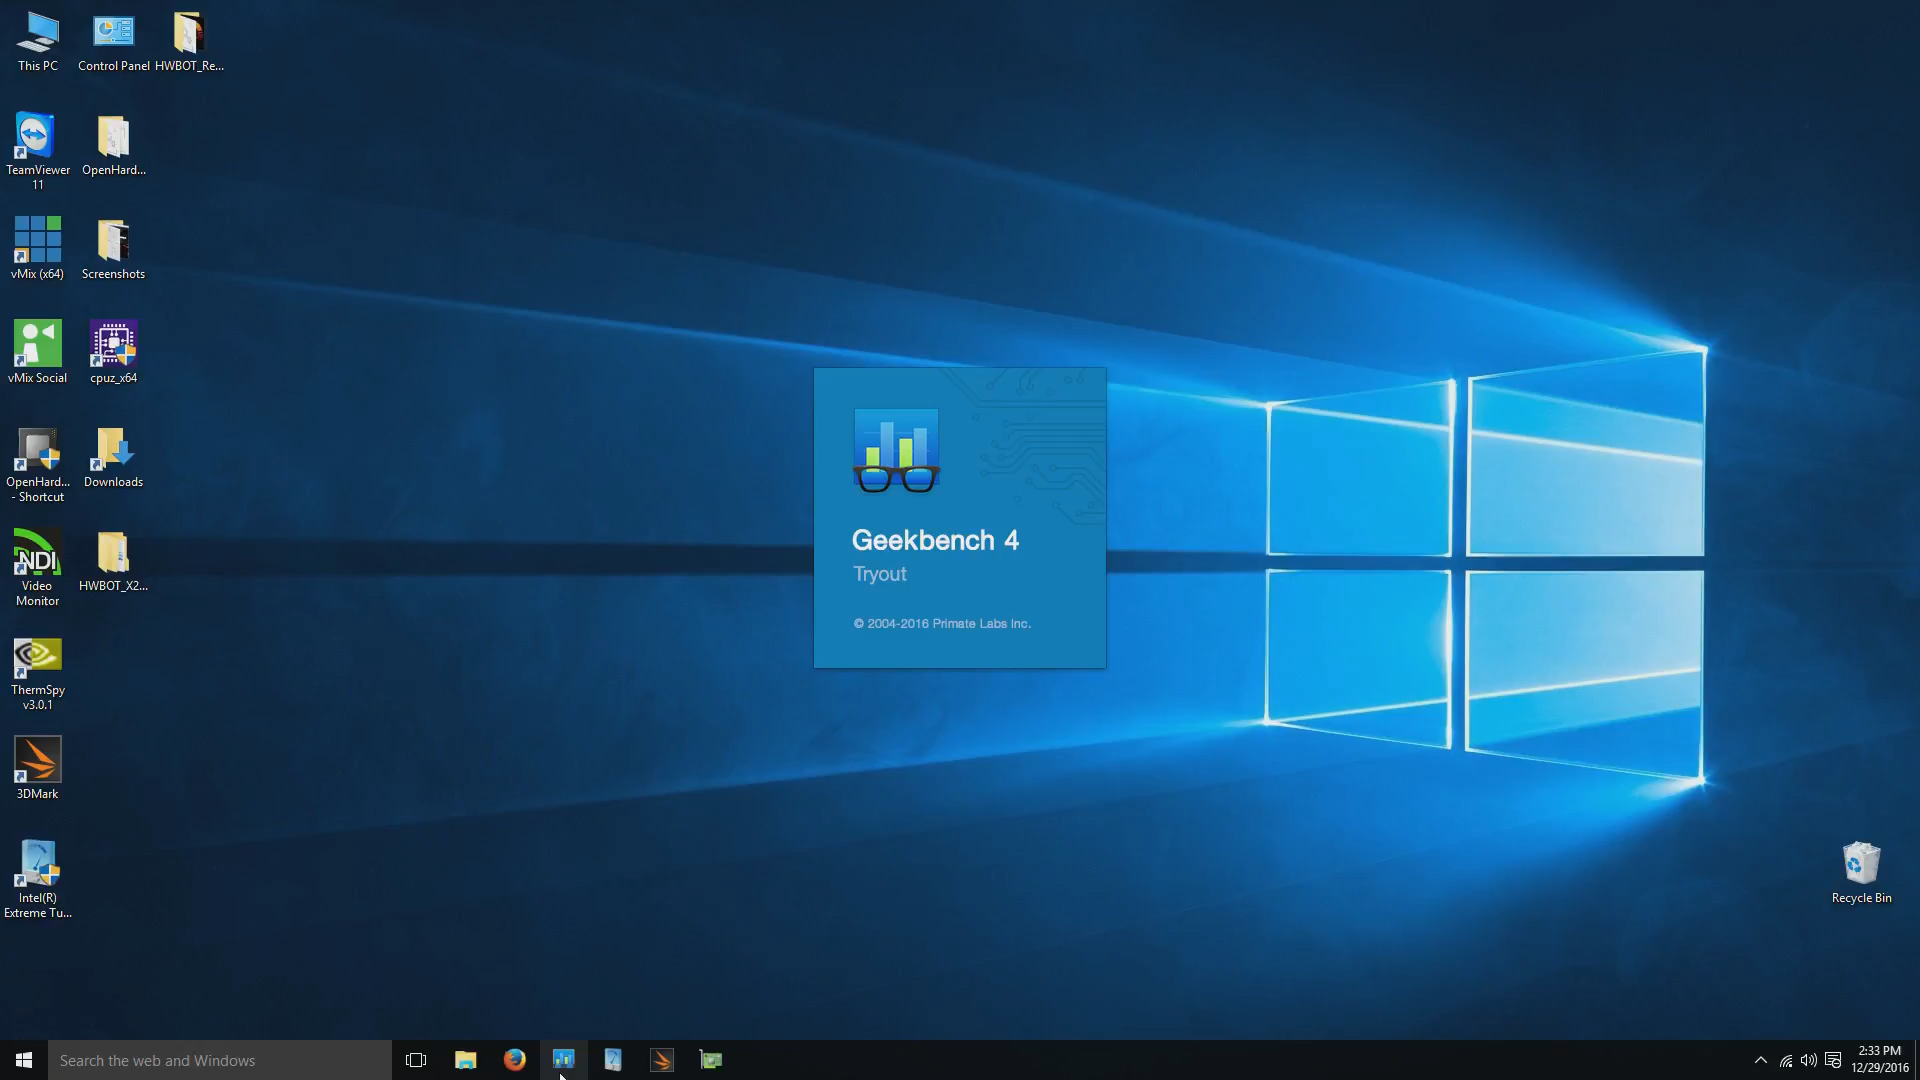 This PC
Control Panel
HWBOT_Re...
TeamViewer
11
OpenHard...
vMix (x64)
Screenshots
vMix Social
cpuz_x64
OpenHard...
- Shortcut
Downloads
NDI
Video
Monitor
HWBOT_X2...
ThermSpy
v3.0.1
3DMark
Intel(R)
Extreme Tu...
Geekbench 4
Tryout
© 2004-2016 Primate Labs Inc.
Recycle Bin
Search the web and Windows
2:33 PM
12/29/2016